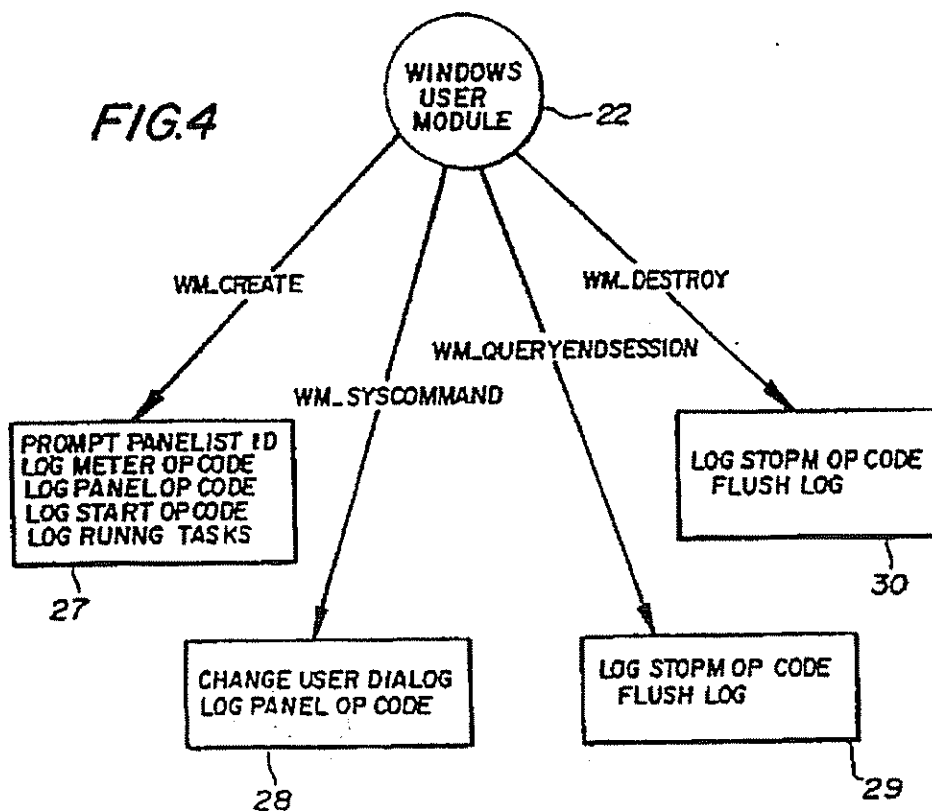 FIG.4
WINDOWS
USER
MODULE
22
WM_CREATE
WM_DESTROY
WM_QUERYENDSESSION
WM_SYSCOMMAND
PROMPT PANELIST ID
LOG METER OP CODE
LOG PANEL OP CODE
LOG START OP CODE
LOG RUNNG TASKS
27
LOG STOPM OP CODE
FLUSH LOG
30
CHANGE USER DIALOG
LOG PANEL OP CODE
28
LOG STOPM OP CODE
FLUSH LOG
29